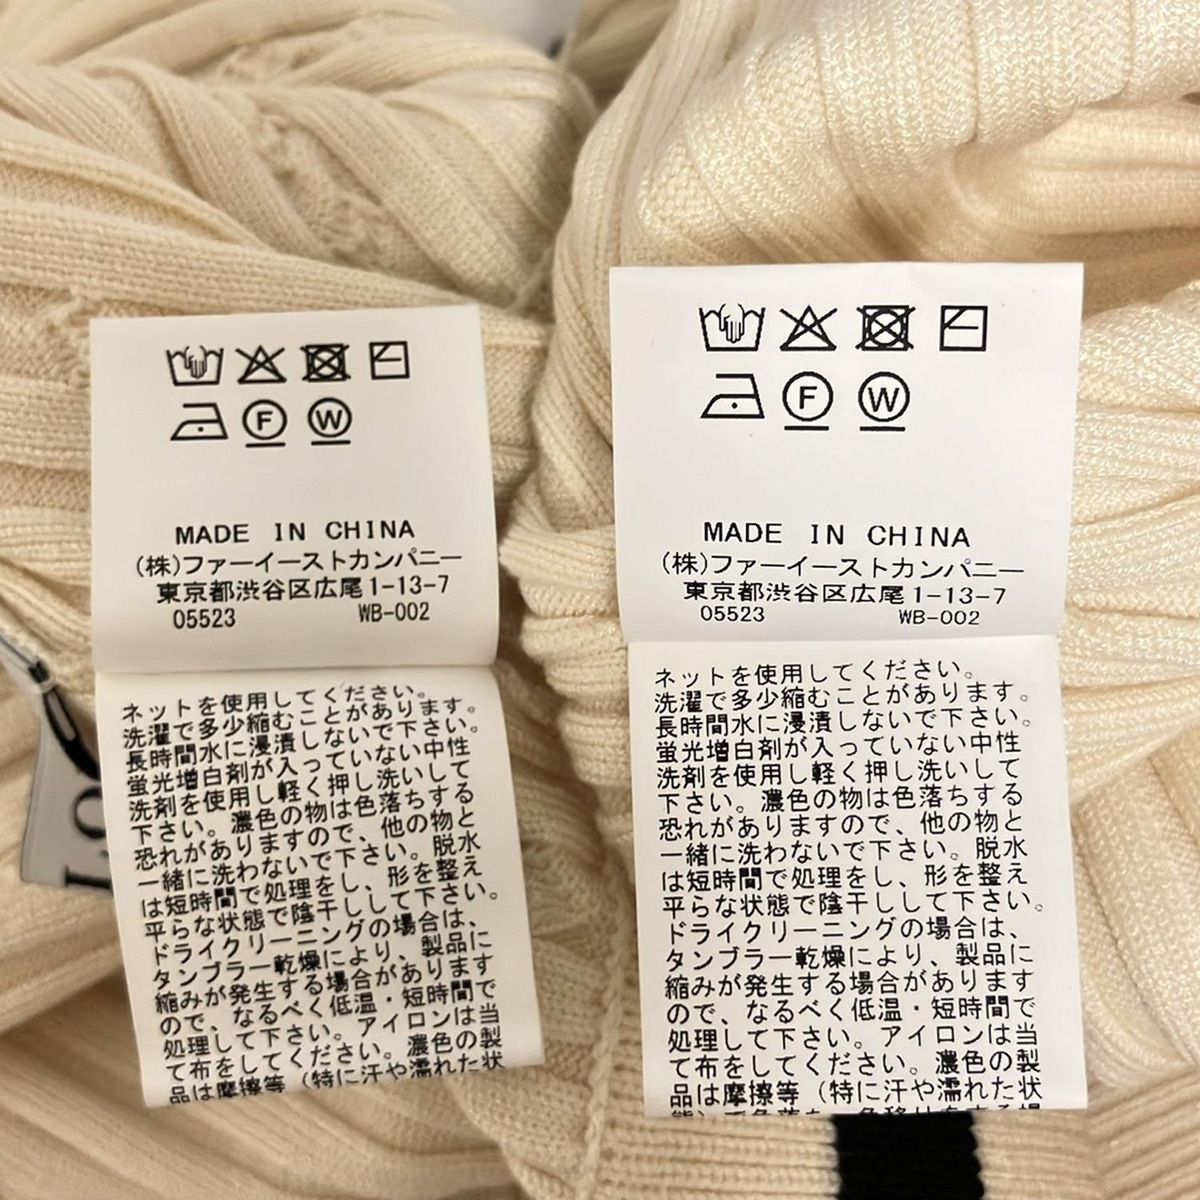 F W
MADE IN CHINA
(株)ファーイーストカンパニー
東京都渋谷区広尾1-13-7
05523 WB-002
ネットを使用してください。
洗濯で多少縮むことがあります。
長時間水に浸漬しないで下さい。
蛍光増白剤が入っていない中性
洗剤を使用し軽く押し洗いして
下さい。濃色の物は色落ちする
恐れがありますので、他の物と
一緒に洗わないで下さい。脱水
は短時間で処理をし、形を整え
平らな状態で陰干しして下さい。
ドライクリーニングの場合は、
タンブラー乾燥により、製品に
縮みが発生する場合があります
ので、なるべく低温・短時間で
処理して下さい。アイロンは当
て布をしてください。濃色の製
品は摩擦等(特に汗や濡れた状
F W
MADE IN CHINA
(株)ファーイーストカンパニー
東京都渋谷区広尾1-13-7
05523 WB-002
ネットを使用してください。
洗濯で多少縮むことがあります。
長時間水に浸漬しないで下さい。
蛍光増白剤が入っていない中性
洗剤を使用し軽く押し洗いして
下さい。濃色の物は色落ちする
恐れがありますので、他の物と
一緒に洗わないで下さい。脱水
は短時間で処理をし、形を整え
平らな状態で陰干しして下さい。
ドライクリーニングの場合は、
タンブラー乾燥により、製品に
縮みが発生する場合があります
ので、なるべく低温・短時間で
処理して下さい。アイロンは当
て布をしてください。濃色の製
品は摩擦等(特に汗や濡れた状